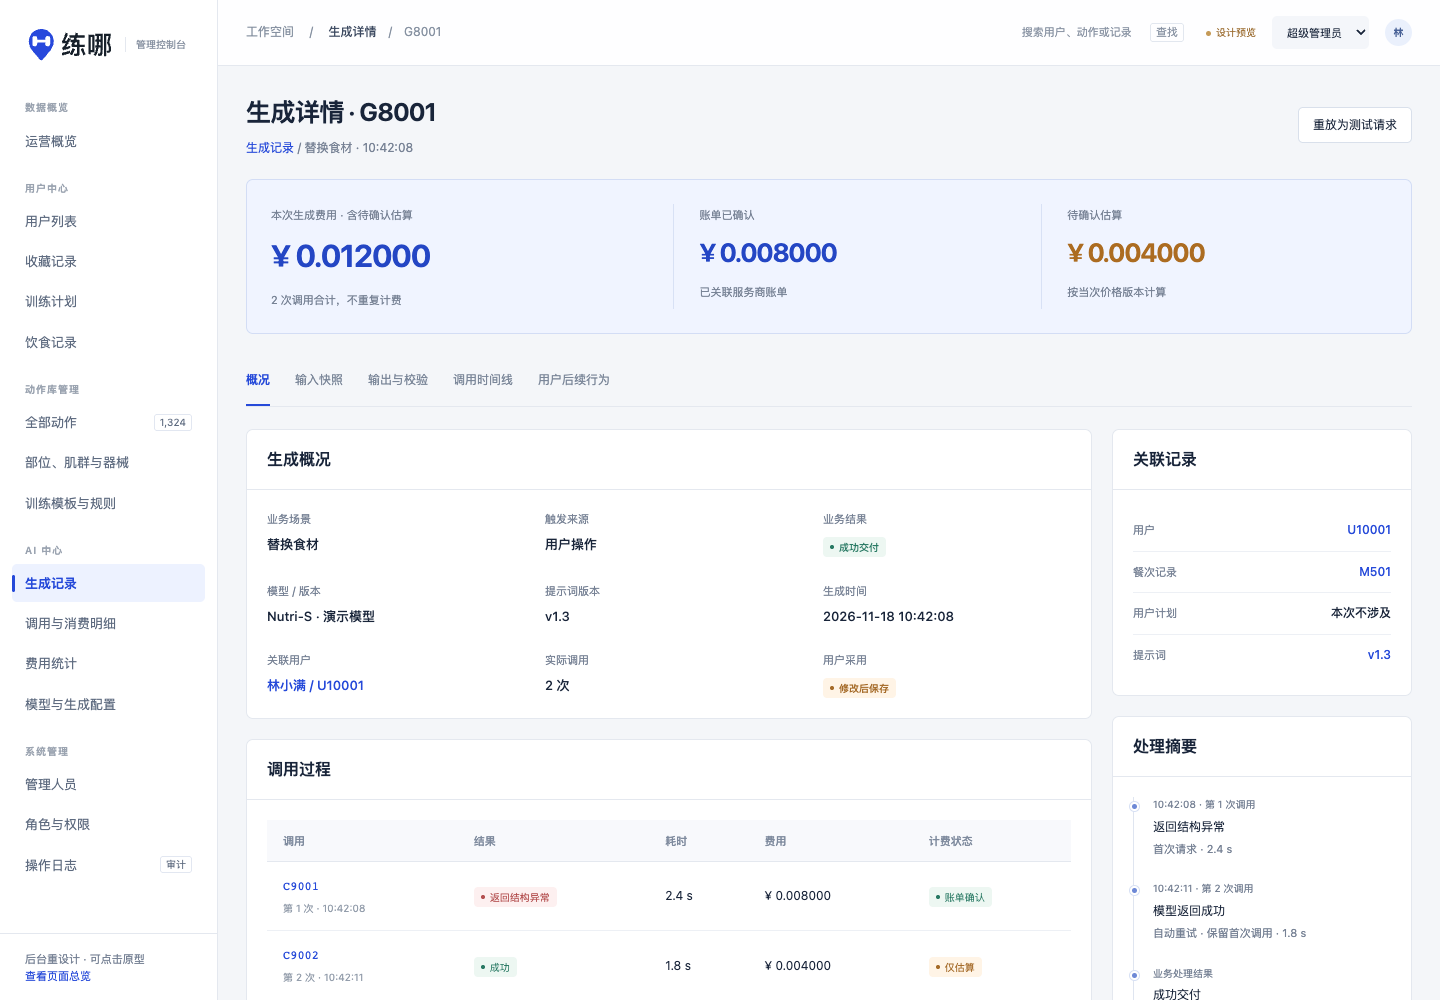 练哪 管理控制台
数据概览
运营概览
用户中心
用户列表
收藏记录
训练计划
饮食记录
动作库管理
全部动作 1,324
部位、肌群与器械
训练模板与规则
AI 中心
生成记录
调用与消费明细
费用统计
模型与生成配置
系统管理
管理人员
角色与权限
操作日志 审计
后台重设计 · 可点击原型
查看页面总览
工作空间 / 生成详情 / G8001
搜索用户、动作或记录 查找 设计预览 超级管理员 林
生成详情 · G8001
生成记录 / 替换食材 · 10:42:08
重放为测试请求
本次生成费用 · 含待确认估算
¥ 0.012000
2 次调用合计，不重复计费
账单已确认
¥ 0.008000
已关联服务商账单
待确认估算
¥ 0.004000
按当次价格版本计算
概况 输入快照 输出与校验 调用时间线 用户后续行为
生成概况
业务场景 触发来源 业务结果
替换食材 用户操作 成功交付
模型 / 版本 提示词版本 生成时间
Nutri-S · 演示模型 v1.3 2026-11-18 10:42:08
关联用户 实际调用 用户采用
林小满 / U10001 2 次 修改后保存
调用过程
调用 结果 耗时 费用 计费状态
C9001
第 1 次 · 10:42:08
返回结构异常 2.4 s ¥ 0.008000 账单确认
C9002
第 2 次 · 10:42:11
成功 1.8 s ¥ 0.004000 仅估算
关联记录
用户 U10001
餐次记录 M501
用户计划 本次不涉及
提示词 v1.3
处理摘要
10:42:08 · 第 1 次调用
返回结构异常
首次请求 · 2.4 s
10:42:11 · 第 2 次调用
模型返回成功
自动重试 · 保留首次调用 · 1.8 s
业务处理结果
成功交付